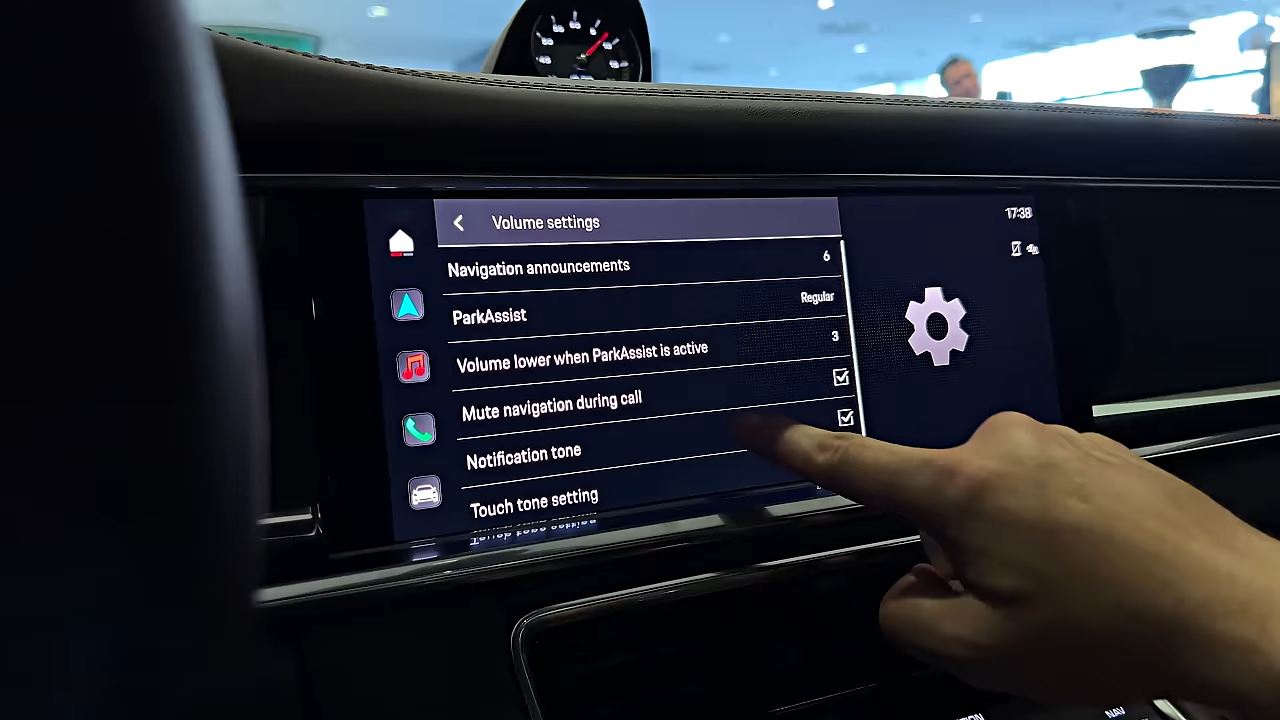 Volume settings
17:38
Navigation announcements 6
ParkAssist Regular
Volume lower when ParkAssist is active 3
Mute navigation during call
Notification tone
Touch tone setting
NAV